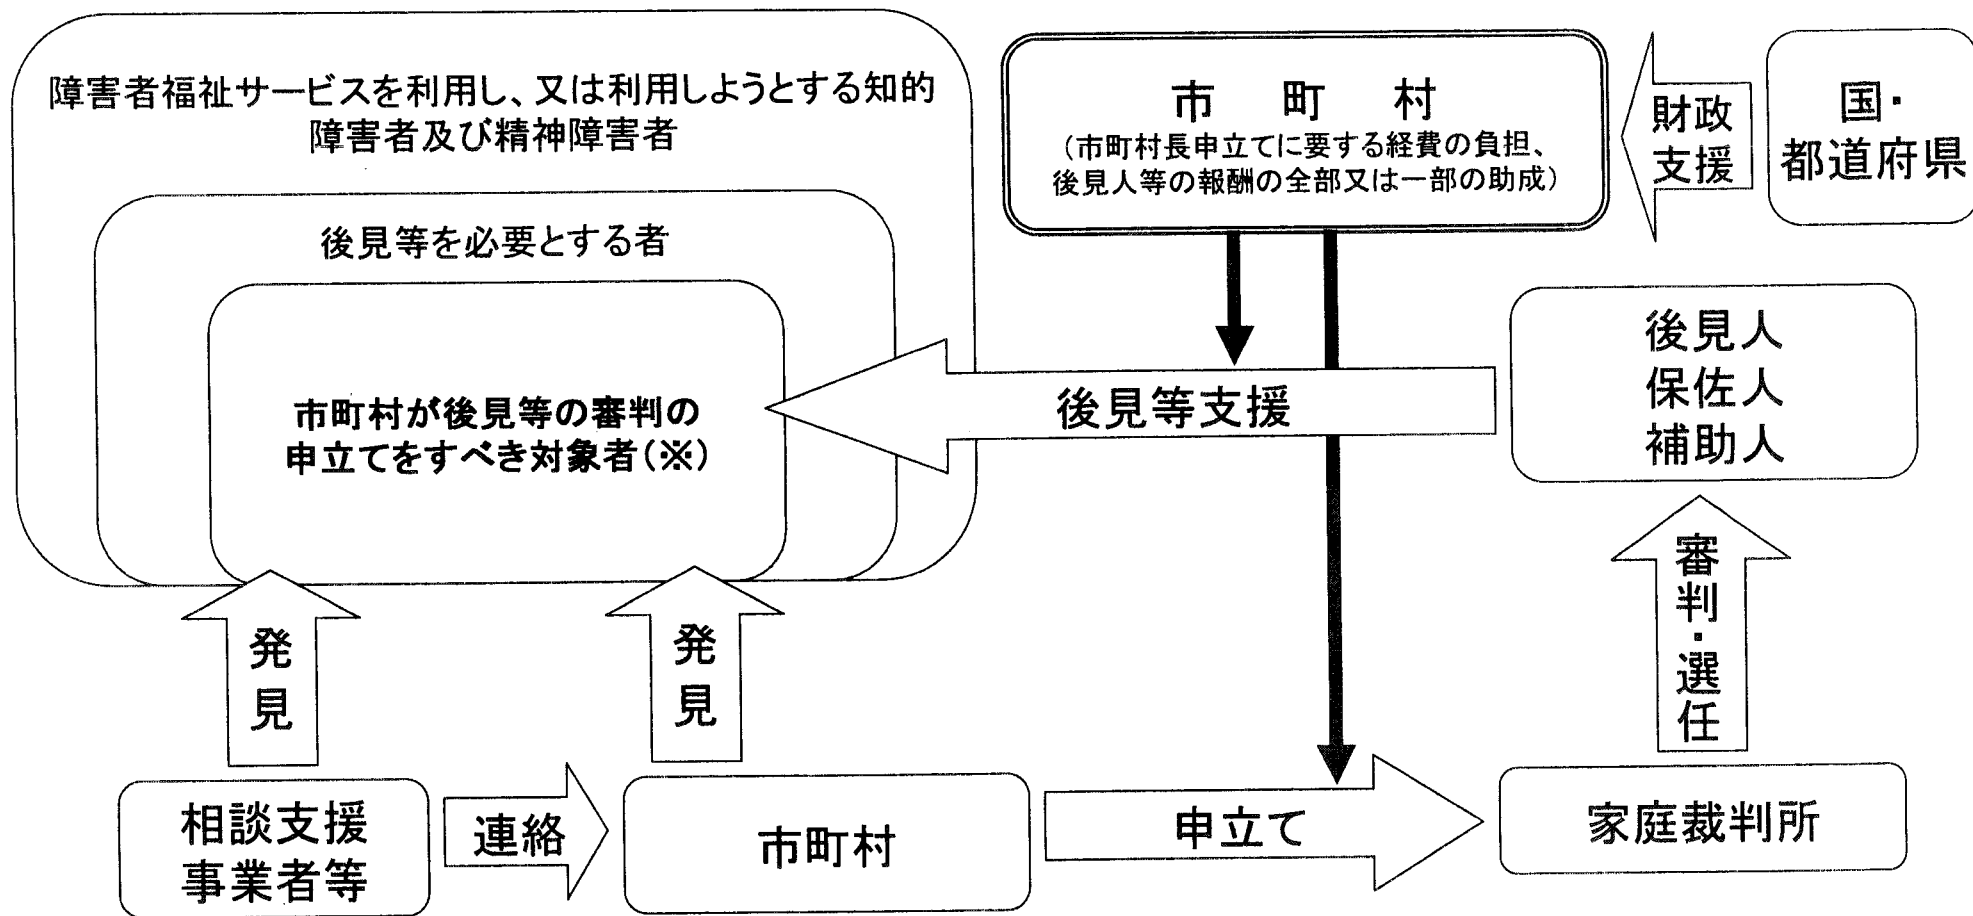 障害者福祉サービスを利用し、又は利用しようとする知的
障害者及び精神障害者
後見等を必要とする者
市町村が後見等の審判の
申立てをすべき対象者(※)
市 町 村
(市町村長申立てに要する経費の負担、
後見人等の報酬の全部又は一部の助成)
財政
支援
国・
都道府県
後見等支援
後見人
保佐人
補助人
審判・選任
発見
発見
相談支援
事業者等
連絡
市町村
申立て
家庭裁判所